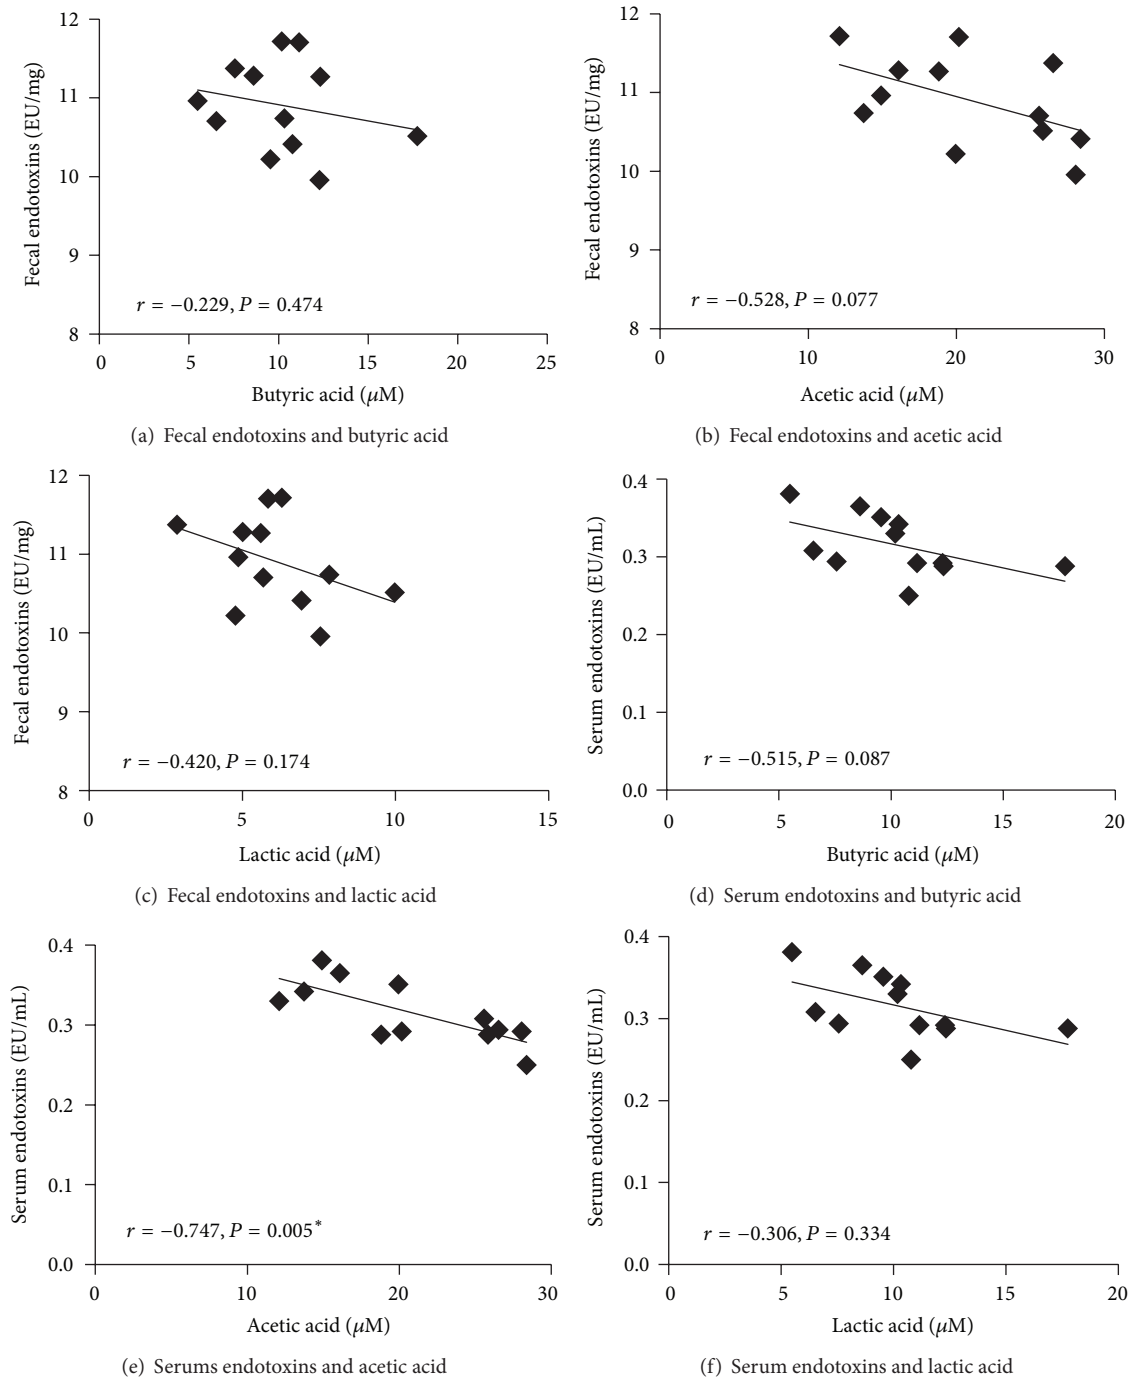 12
11
10
9
8
Fecal endotoxins (EU/mg)
r = −0.229, P = 0.474
0 5 10 15 20 25
Butyric acid (μM)
(a) Fecal endotoxins and butyric acid
12
11
10
9
8
Fecal endotoxins (EU/mg)
r = −0.528, P = 0.077
0 10 20 30
Acetic acid (μM)
(b) Fecal endotoxins and acetic acid
12
11
10
9
8
Fecal endotoxins (EU/mg)
r = −0.420, P = 0.174
0 5 10 15
Lactic acid (μM)
(c) Fecal endotoxins and lactic acid
0.4
0.3
0.2
0.1
0.0
Serum endotoxins (EU/mL)
r = −0.515, P = 0.087
0 5 10 15 20
Butyric acid (μM)
(d) Serum endotoxins and butyric acid
0.4
0.3
0.2
0.1
0.0
Serum endotoxins (EU/mL)
r = −0.747, P = 0.005*
0 10 20 30
Acetic acid (μM)
(e) Serums endotoxins and acetic acid
0.4
0.3
0.2
0.1
0.0
Serum endotoxins (EU/mL)
r = −0.306, P = 0.334
0 5 10 15 20
Lactic acid (μM)
(f) Serum endotoxins and lactic acid